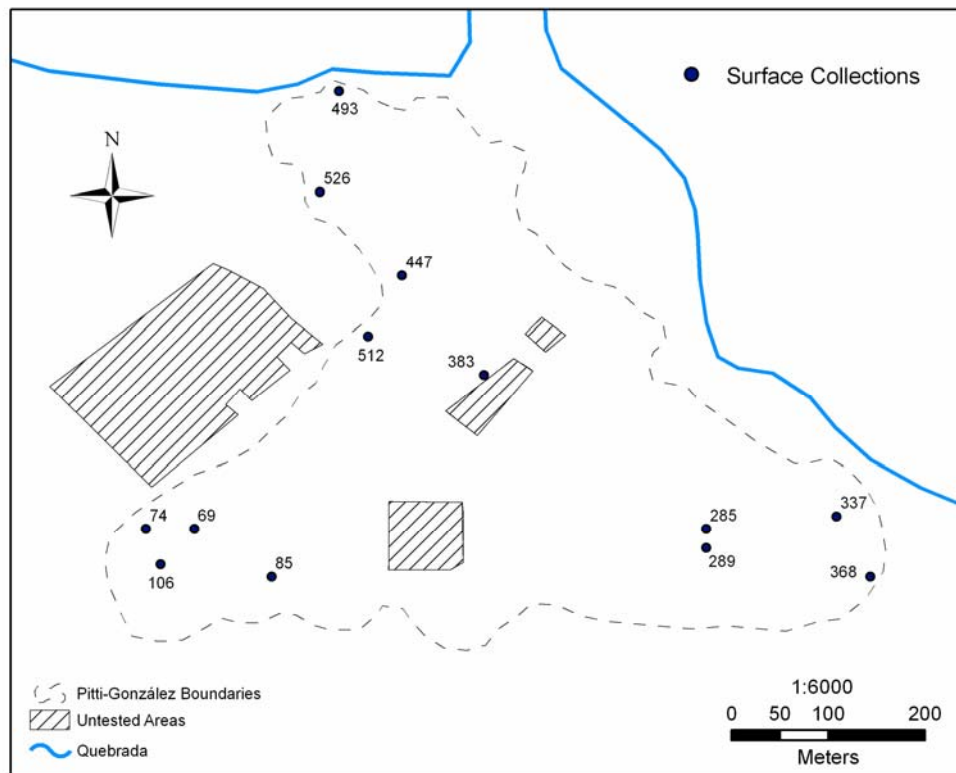 Surface Collections
493
N
526
447
512
383
74
69
285
337
289
106
85
368
Pitti-González Boundaries
Untested Areas
Quebrada
1:6000
0 50 100 200
Meters